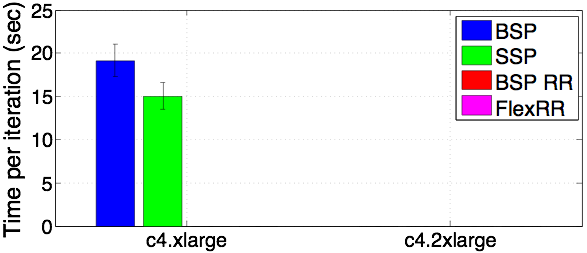 Time per iteration (sec)
25
20
15
10
5
0
BSP
SSP
BSP RR
FlexRR
c4.xlarge
c4.2xlarge